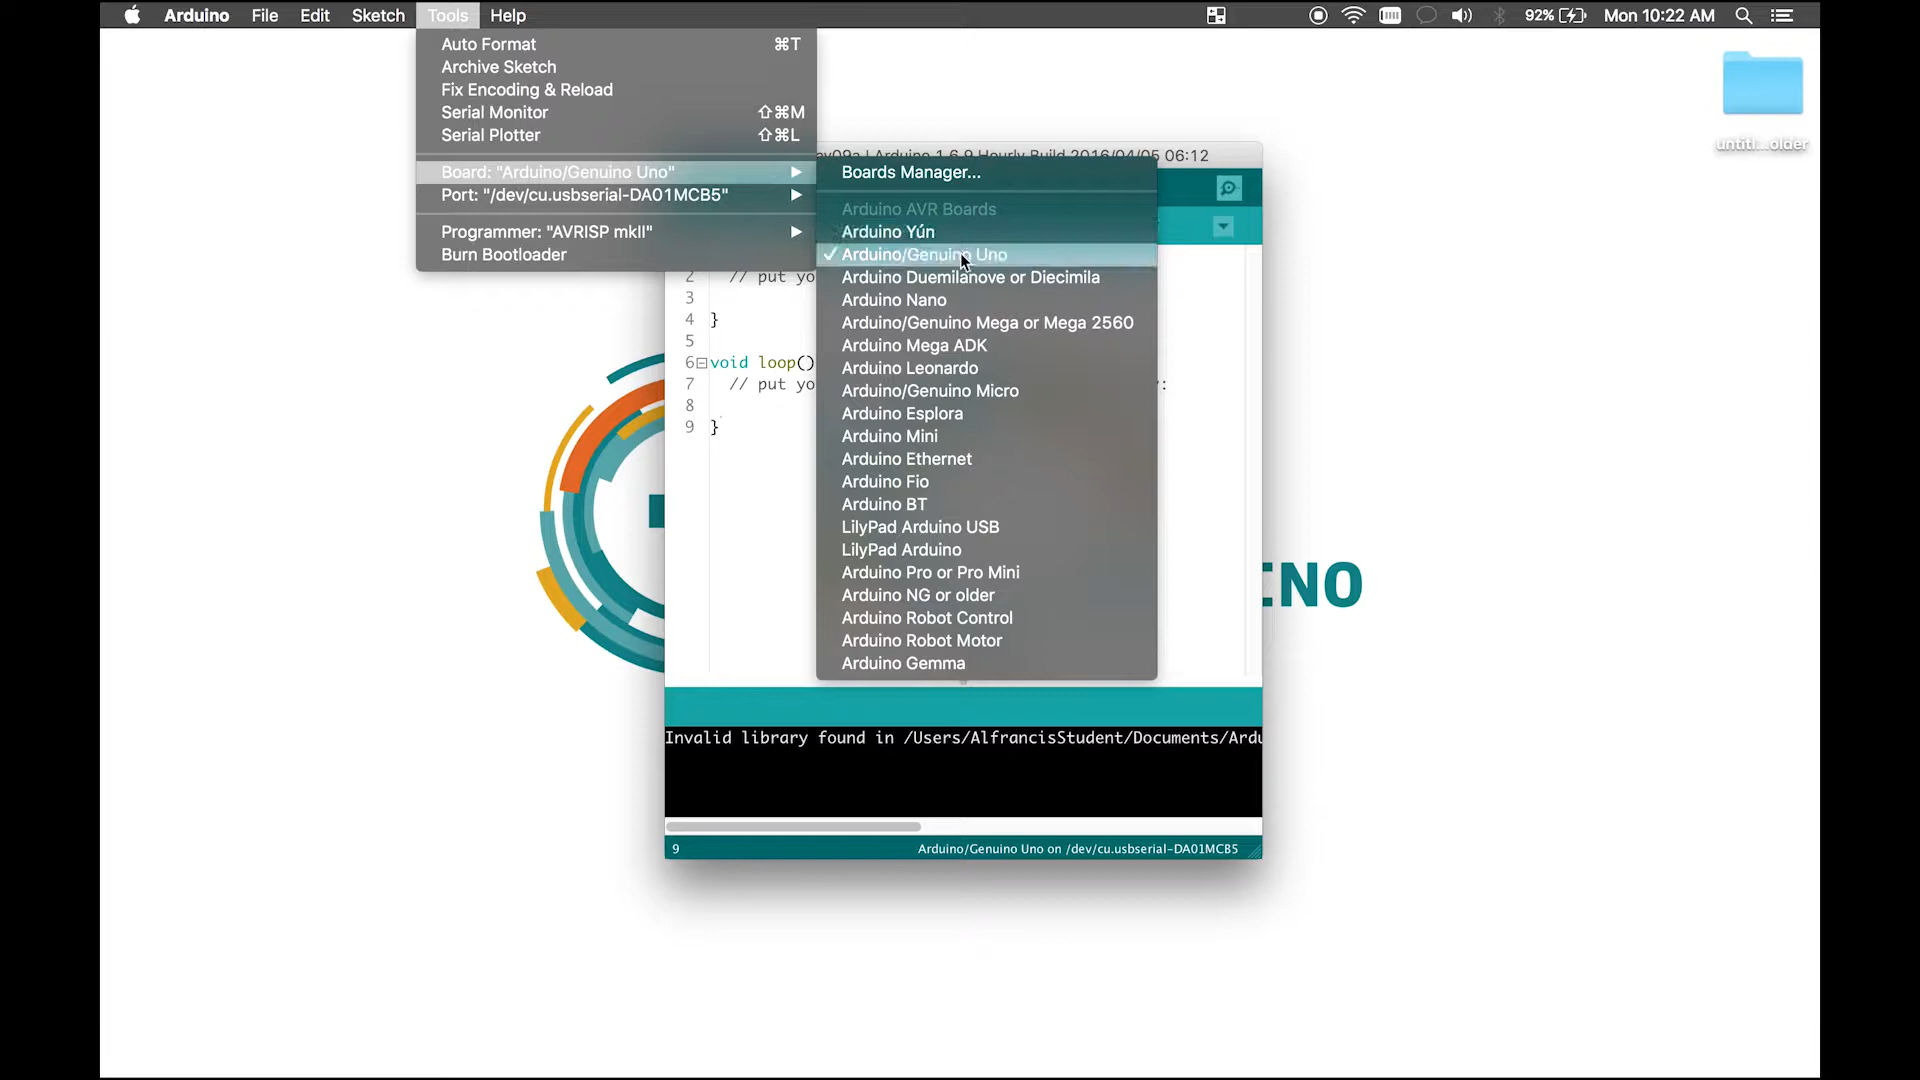 Arduino File Edit Sketch Tools Help 92% Mon 10:22 AM
Auto Format ⌘T
Archive Sketch
Fix Encoding & Reload
Serial Monitor ⇧⌘M
Serial Plotter ⇧⌘L
Board: "Arduino/Genuino Uno"
Port: "/dev/cu.usbserial-DA01MCB5"
Programmer: "AVRISP mkII"
Burn Bootloader
Boards Manager...
Arduino AVR Boards
Arduino Yún
✓ Arduino/Genuino Uno
Arduino Duemilanove or Diecimila
Arduino Nano
Arduino/Genuino Mega or Mega 2560
Arduino Mega ADK
Arduino Leonardo
Arduino/Genuino Micro
Arduino Esplora
Arduino Mini
Arduino Ethernet
Arduino Fio
Arduino BT
LilyPad Arduino USB
LilyPad Arduino
Arduino Pro or Pro Mini
Arduino NG or older
Arduino Robot Control
Arduino Robot Motor
Arduino Gemma
untitl...older
| Arduino 1.6.9 Hourly Build 2016/04/05 06:12
2 // put yo
3
4 }
5
6 void loop()
7 // put yo :
8
9 }
INO
Invalid library found in /Users/AlfrancisStudent/Documents/Ardu
9 Arduino/Genuino Uno on /dev/cu.usbserial-DA01MCB5